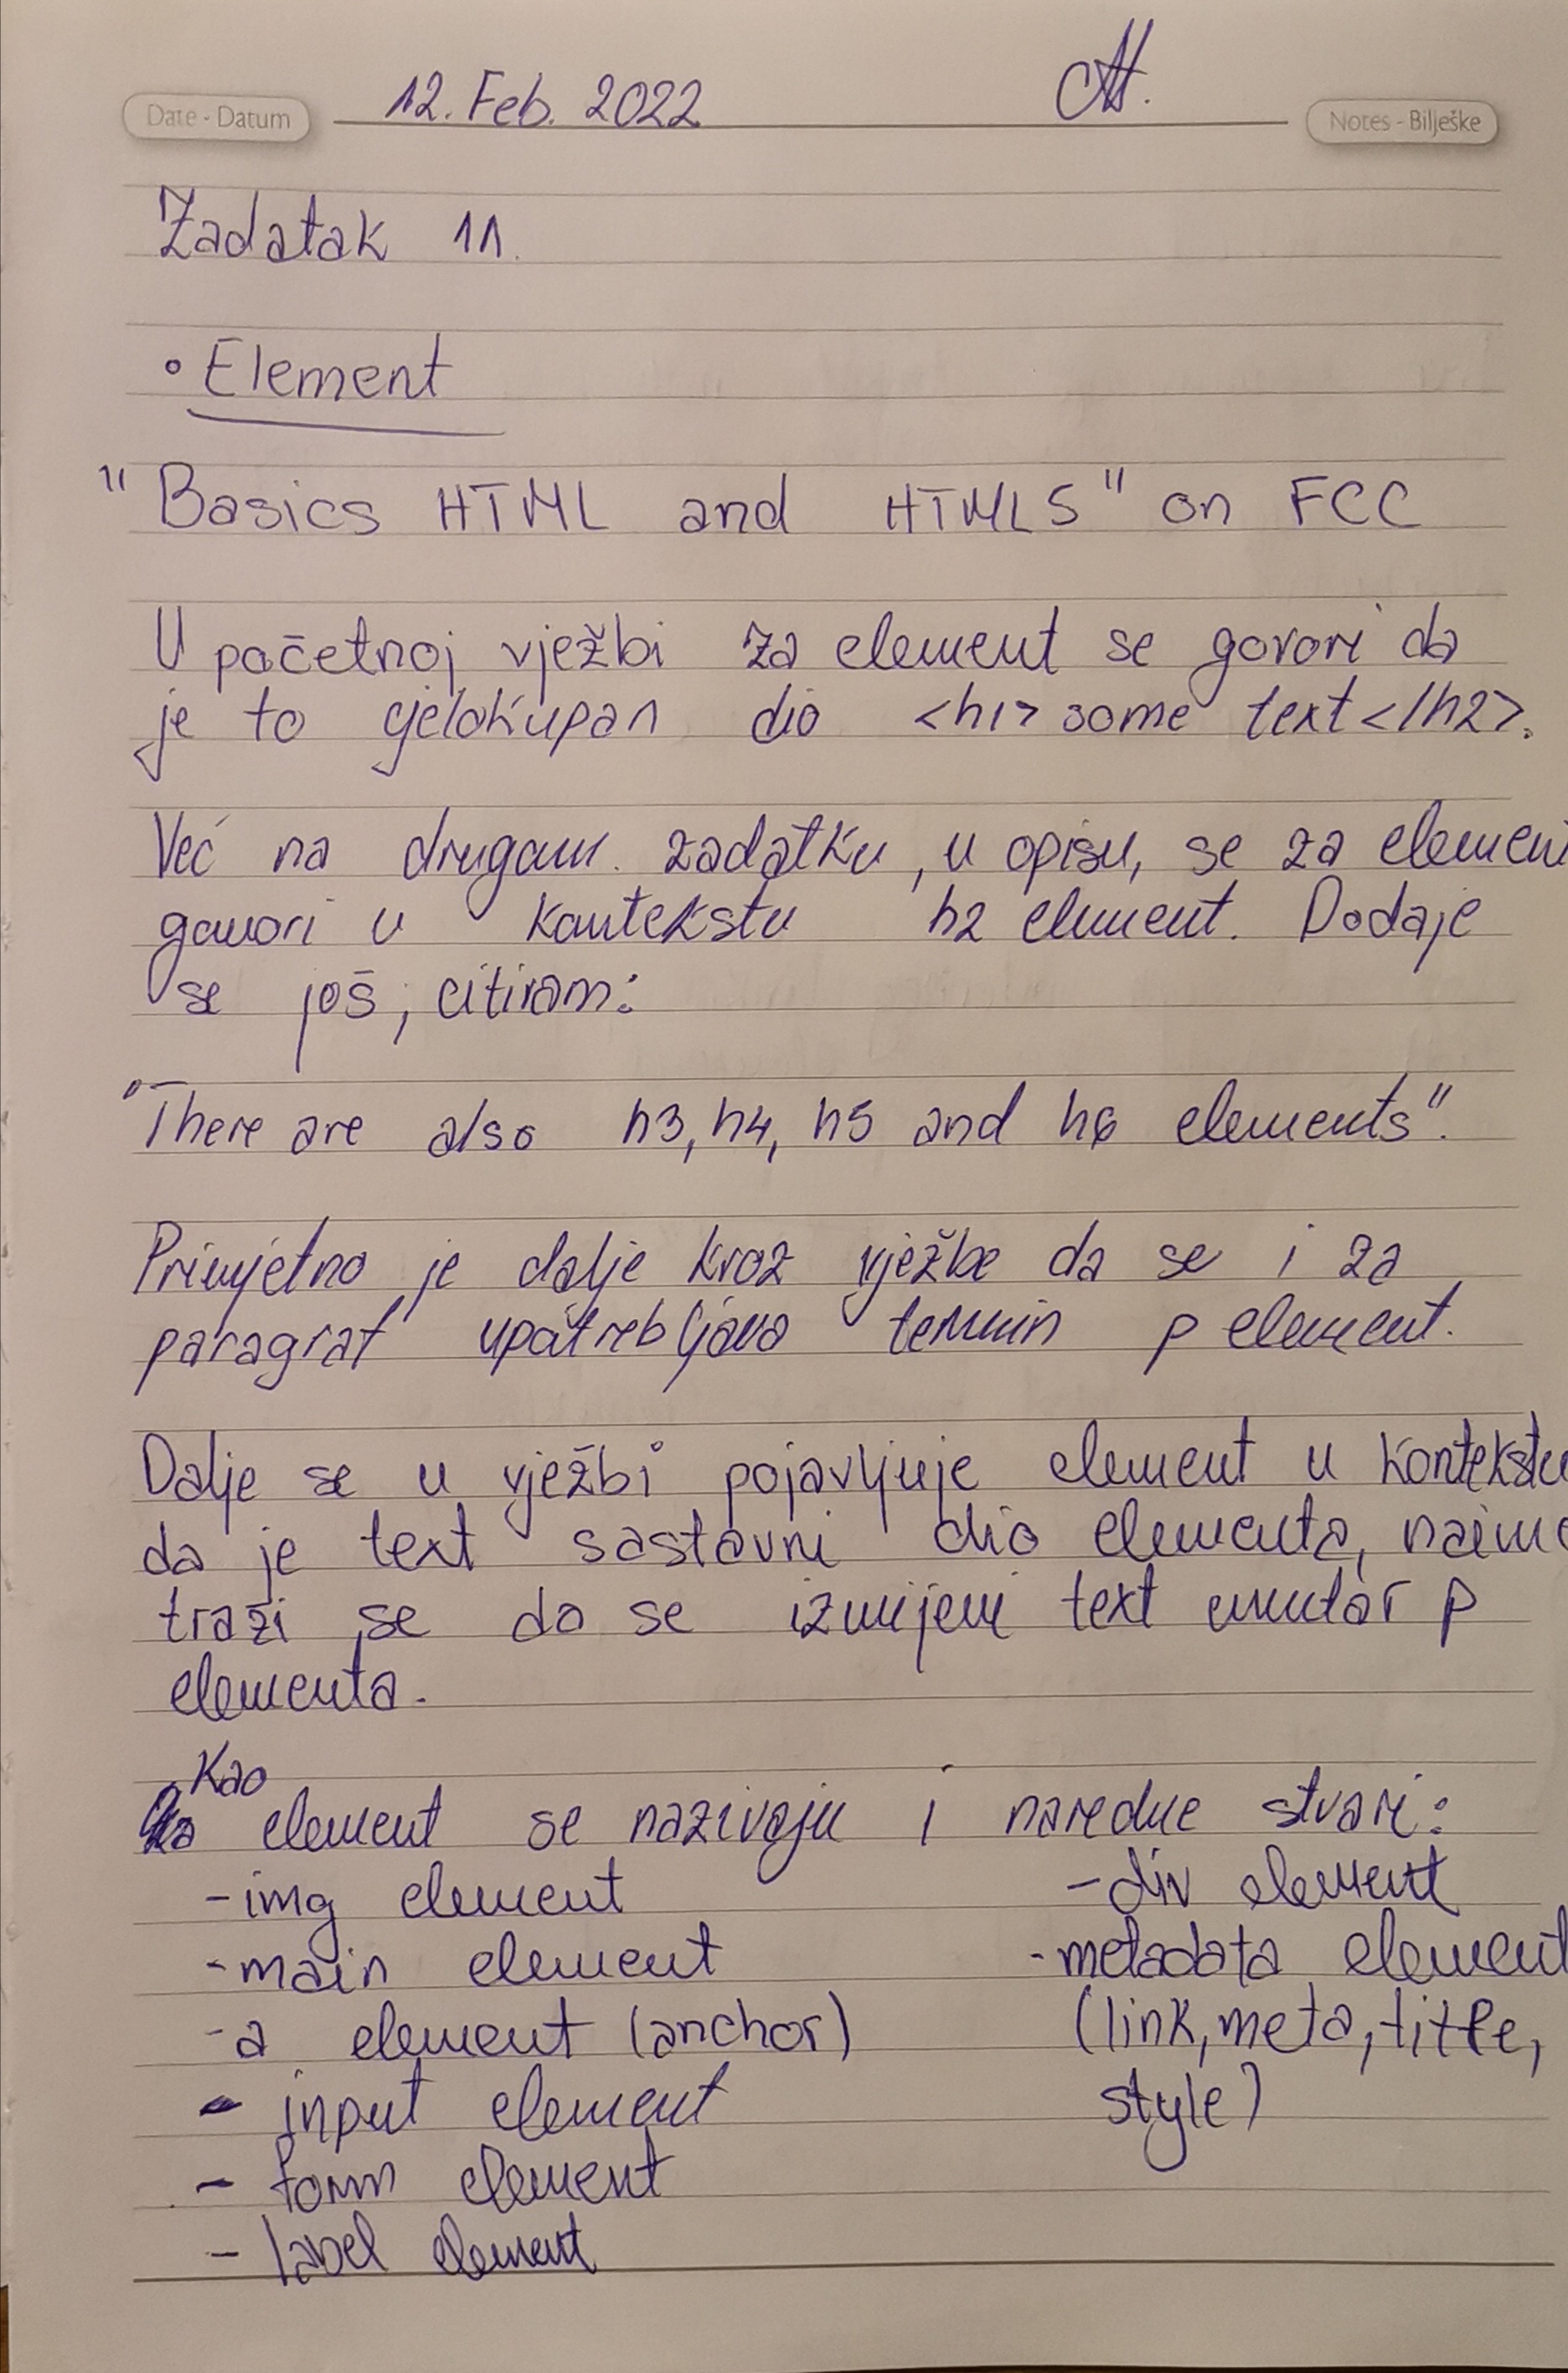 Date - Datum 12. Feb. 2022 Notes - Bilješke
Zadatak 11.
• Element
"Basics HTML and HTML5" on FCC
U početnoj vježbi za element se govori da
je to cjelokupan dio <h1> some text </h2>.
Već na drugom zadatku, u opisu, se za element
govori u kontekstu h2 element. Dodaje
se još, citiram:
"There are also h3, h4, h5 and h6 elements".
Primjetno je dalje kroz vježbe da se i za
paragraf upotrebljava termin p element.
Dalje se u vježbi pojavljuje element u kontekstu
da je text sastavni dio elementa, naime
traži se da se izmijeni text unutar p
elementa.
Kao
element se nazivaju i naredne stvari:
- img element - div element
- main element - metadata element
- a element (anchor) (link, meta, title,
- input element style)
- form element
- label element